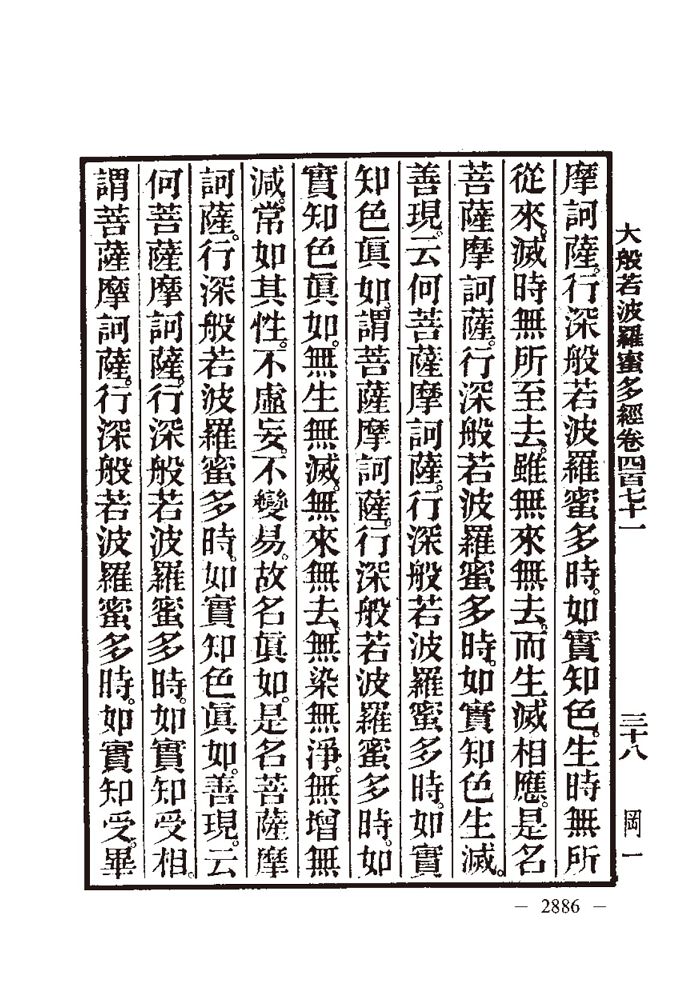 大般若波羅蜜多經卷四百七十一　三十八　岡一
摩訶薩。行深般若波羅蜜多時。如實知色。生時無所
從來。滅時無所至去。雖無來無去。而生滅相應。是名
菩薩摩訶薩。行深般若波羅蜜多時。如實知色生滅。
善現。云何菩薩摩訶薩。行深般若波羅蜜多時。如實
知色眞如。謂菩薩摩訶薩。行深般若波羅蜜多時。如
實知色眞如。無生無滅。無來無去。無染無淨。無增無
減。常如其性。不虛妄。不變易。故名眞如。是名菩薩摩
訶薩。行深般若波羅蜜多時。如實知色眞如。善現。云
何菩薩摩訶薩。行深般若波羅蜜多時。如實知受相。
謂菩薩摩訶薩。行深般若波羅蜜多時。如實知受。畢
— 2886 —